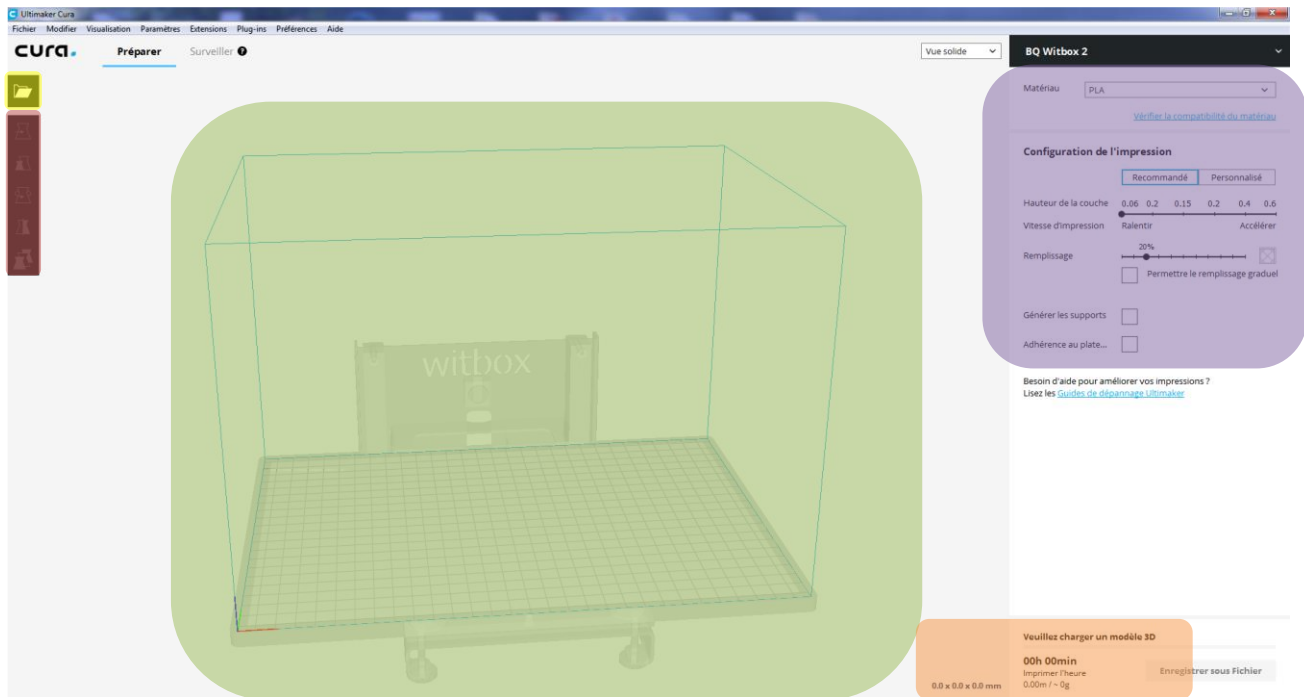 Ultimaker Cura
Fichier Modifier Visualisation Paramètres Extensions Plug-ins Préférences Aide
cura. Préparer Surveiller ? Vue solide BQ Witbox 2
Matériau PLA
Vérifier la compatibilité du matériau
Configuration de l'impression
Recommandé Personnalisé
Hauteur de la couche 0.06 0.2 0.15 0.2 0.4 0.6
Vitesse d'impression Ralentir Accélérer
20%
Remplissage
Permettre le remplissage graduel
Générer les supports
Adhérence au plate...
witbox
Besoin d'aide pour améliorer vos impressions ?
Lisez les Guides de dépannage Ultimaker
Veuillez charger un modèle 3D
00h 00min
Imprimer l'heure
Enregistrer sous Fichier
0.0 x 0.0 x 0.0 mm 0.00m / ~ 0g